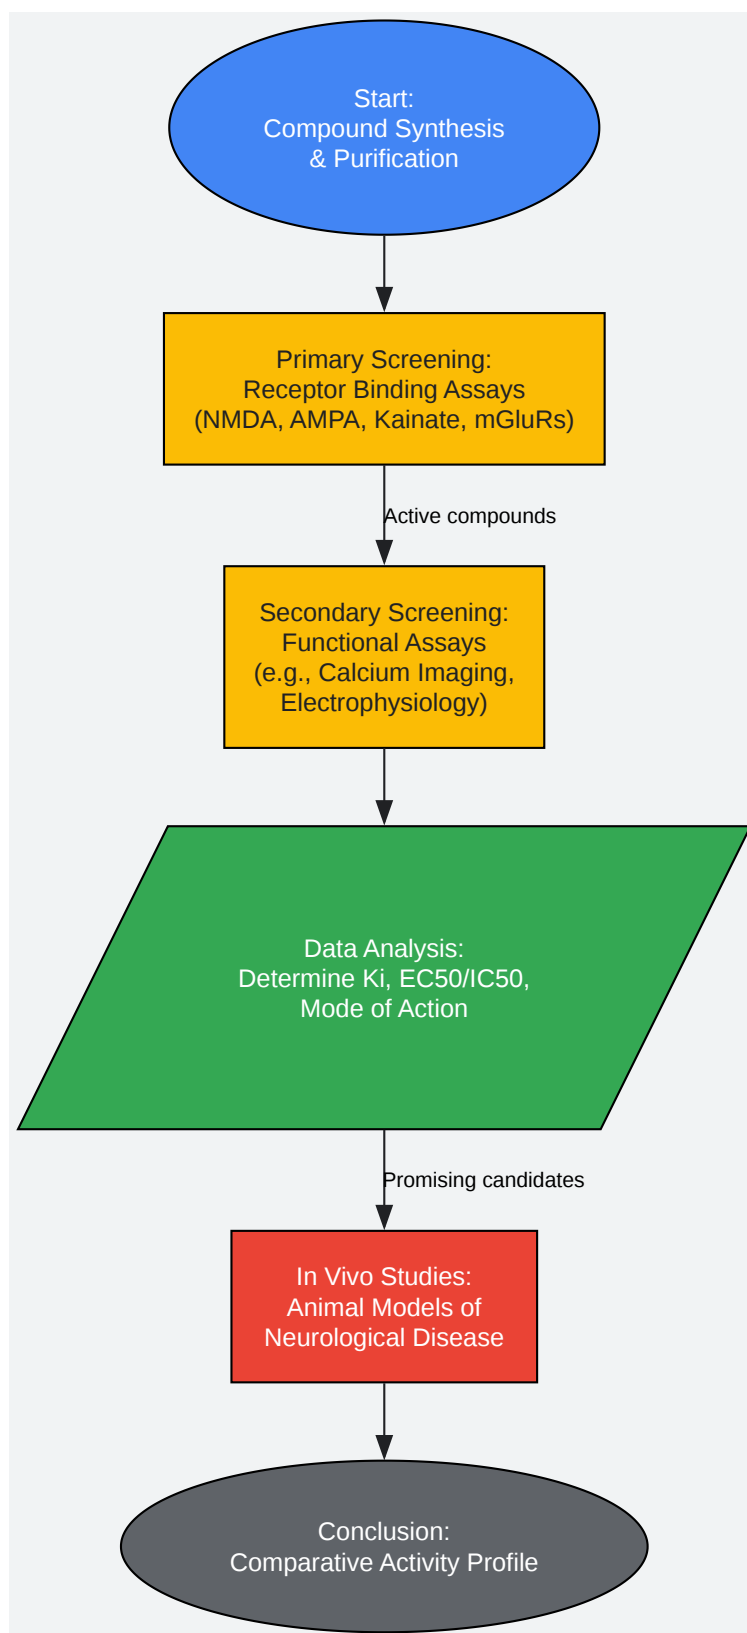 Start:
Compound Synthesis
& Purification
Primary Screening:
Receptor Binding Assays
(NMDA, AMPA, Kainate, mGluRs)
Active compounds
Secondary Screening:
Functional Assays
(e.g., Calcium Imaging,
Electrophysiology)
Data Analysis:
Determine Ki, EC50/IC50,
Mode of Action
Promising candidates
In Vivo Studies:
Animal Models of
Neurological Disease
Conclusion:
Comparative Activity Profile